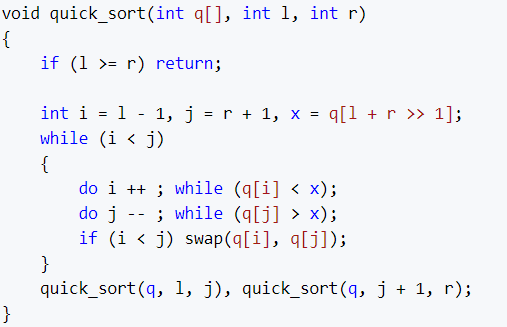 void quick_sort(int q[], int l, int r)
{
    if (l >= r) return;

    int i = l - 1, j = r + 1, x = q[l + r >> 1];
    while (i < j)
    {
        do i ++ ; while (q[i] < x);
        do j -- ; while (q[j] > x);
        if (i < j) swap(q[i], q[j]);
    }
    quick_sort(q, l, j), quick_sort(q, j + 1, r);
}